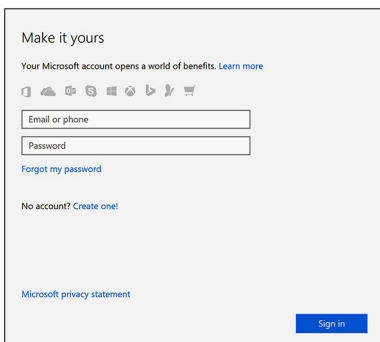 Make it yours
Your Microsoft account opens a world of benefits. Learn more
Email or phone
Password
Forgot my password
No account? Create one!
Microsoft privacy statement
Sign in